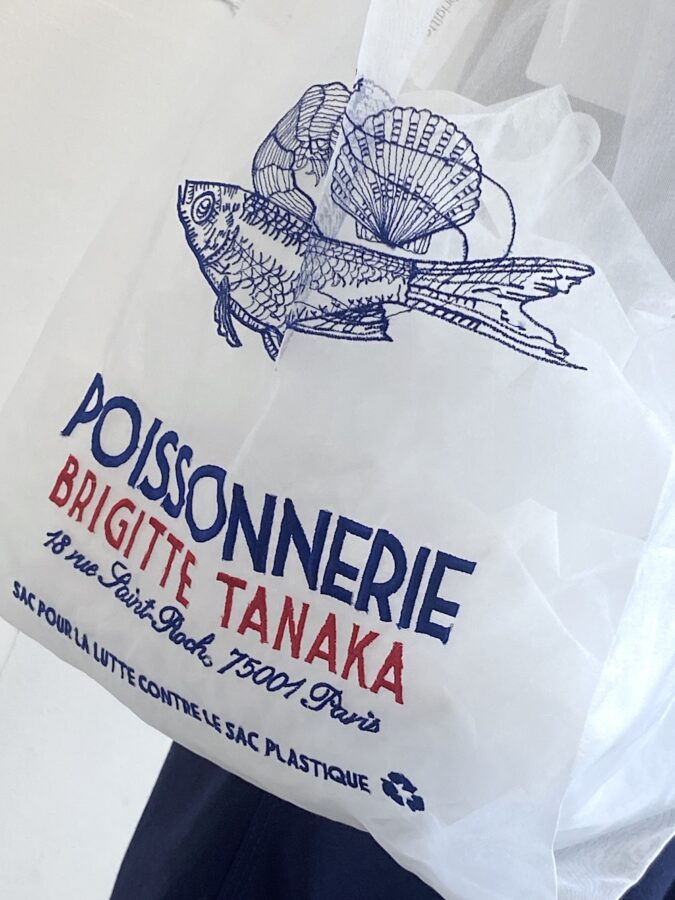 POISSONNERIE
BRIGITTE TANAKA
18 rue Saint-Roch, 75001 Paris
SAC POUR LA LUTTE CONTRE LE SAC PLASTIQUE